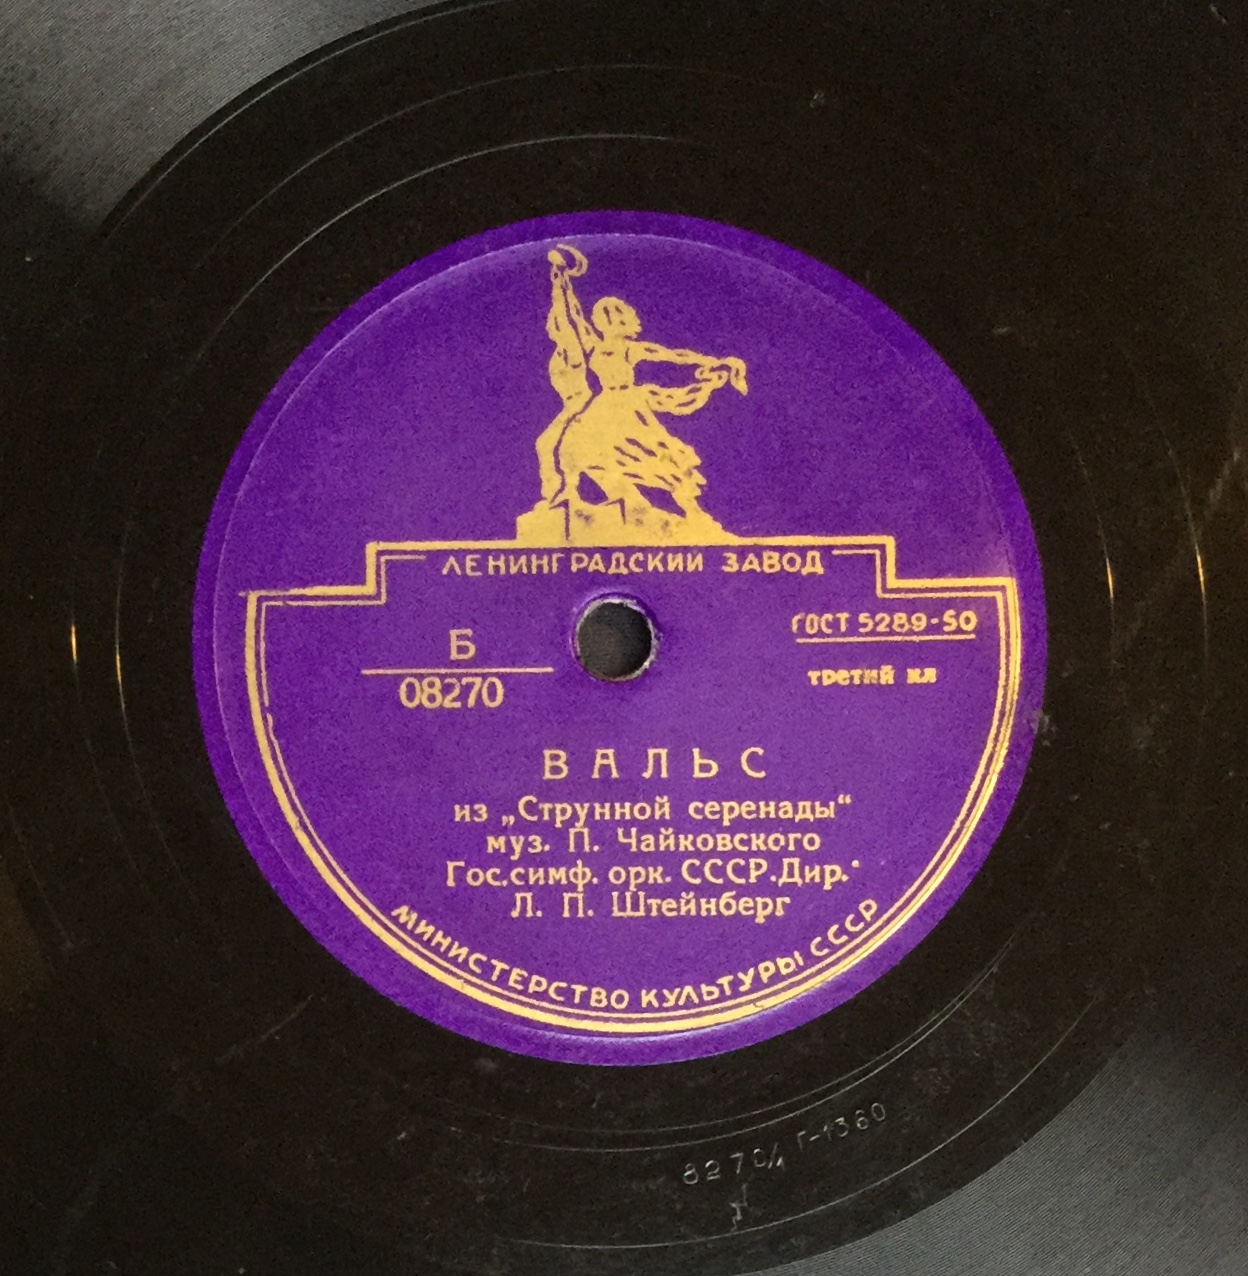 ЛЕНИНГРАДСКИЙ ЗАВОД
ГОСТ 5289-50
Б
третий кл
08270
ВАЛЬС
из „Струнной серенады“
муз. П. Чайковского
Гос.симф. орк. СССР.Дир.
Л. П. Штейнберг
МИНИСТЕРСТВО КУЛЬТУРЫ СССР
Г-1360